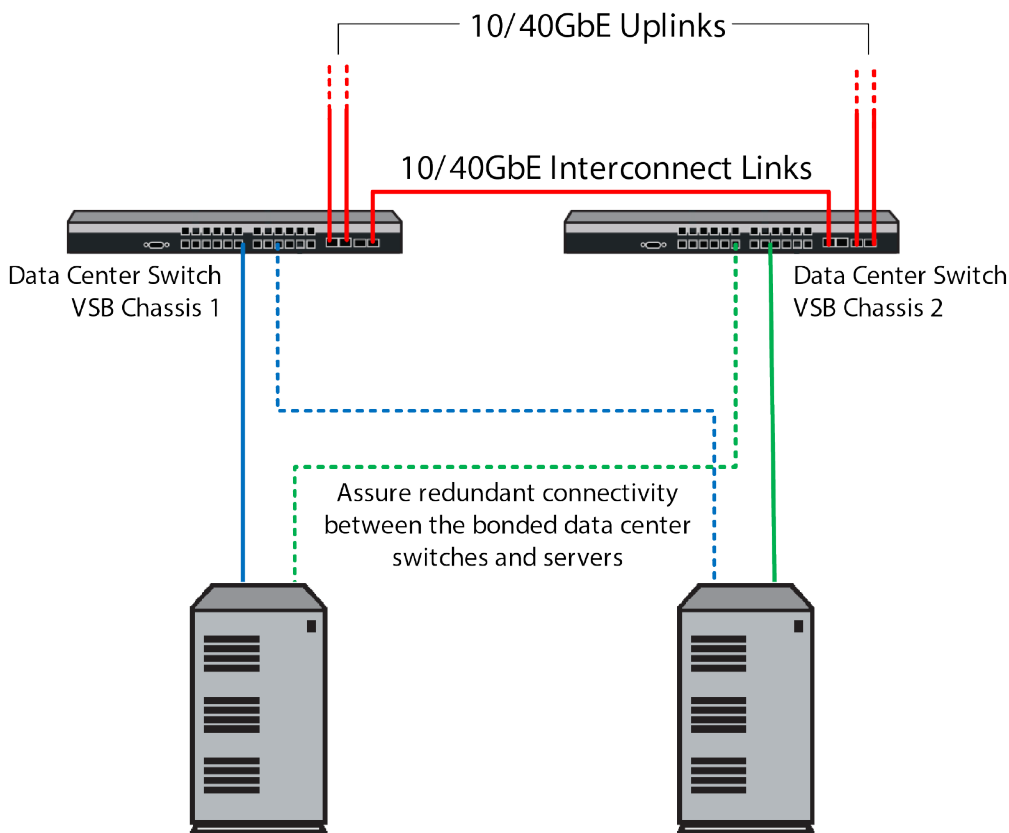 10/40GbE Uplinks
10/40GbE Interconnect Links
Data Center Switch
VSB Chassis 1
Data Center Switch
VSB Chassis 2
Assure redundant connectivity
between the bonded data center
switches and servers